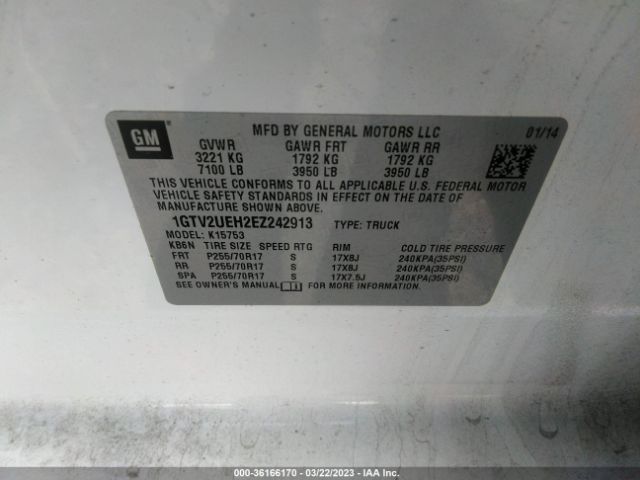 GM
MFD BY GENERAL MOTORS LLC 01/14
GVWR GAWR FRT GAWR RR
3221 KG 1792 KG 1792 KG
7100 LB 3950 LB 3950 LB
THIS VEHICLE CONFORMS TO ALL APPLICABLE U.S. FEDERAL MOTOR
VEHICLE SAFETY STANDARDS IN EFFECT ON THE DATE OF
MANUFACTURE SHOWN ABOVE.
1GTV2UEH2EZ242913 TYPE: TRUCK
MODEL: K15753
KB6N TIRE SIZE SPEED RTG RIM COLD TIRE PRESSURE
FRT P255/70R17 S 17X8J 240KPA(35PSI)
RR P255/70R17 S 17X8J 240KPA(35PSI)
SPA P255/70R17 S 17X7.5J 240KPA(35PSI)
SEE OWNER'S MANUAL FOR MORE INFORMATION.
000-36166170 - 03/22/2023 - IAA Inc.